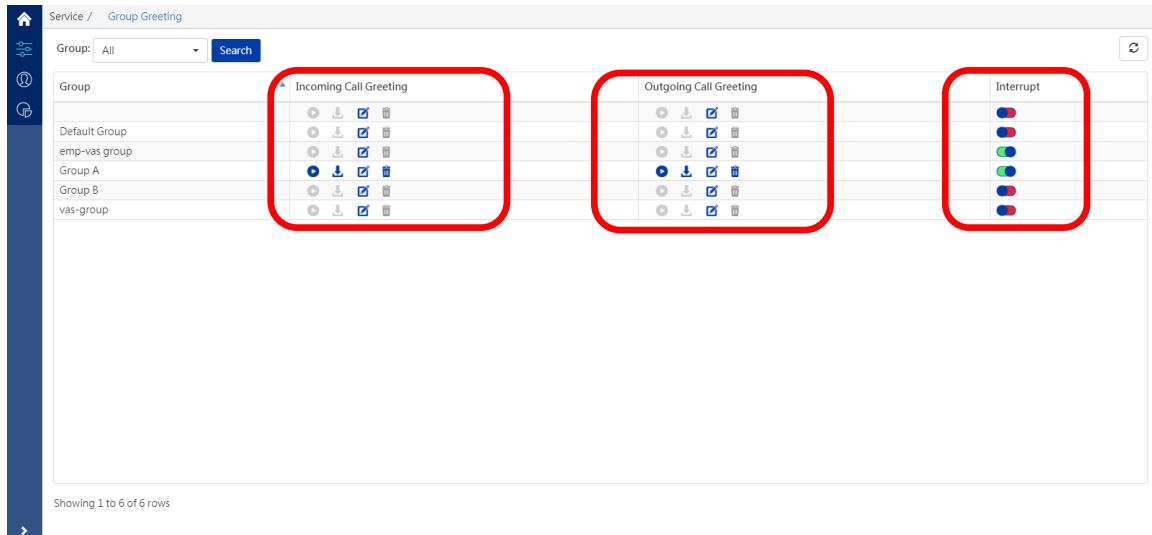 Service / Group Greeting
Group: All Search
Group Incoming Call Greeting Outgoing Call Greeting Interrupt
Default Group
emp-vas group
Group A
Group B
vas-group
Showing 1 to 6 of 6 rows